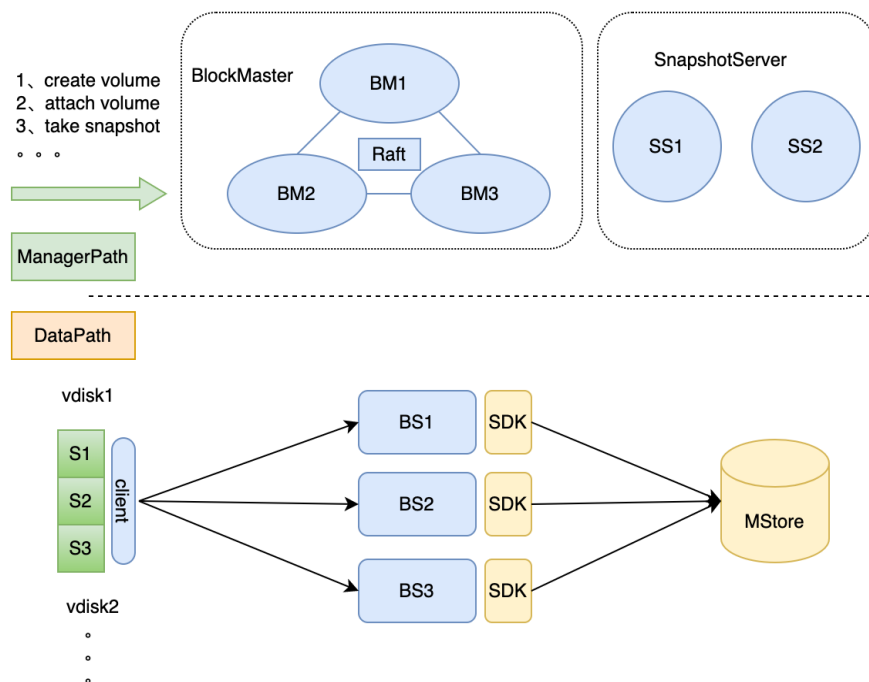 BlockMaster
SnapshotServer
1、create volume
2、attach volume
3、take snapshot
。。。
BM1
Raft
BM2
BM3
SS1
SS2
ManagerPath
DataPath
vdisk1
S1
S2
S3
client
BS1
SDK
BS2
SDK
BS3
SDK
MStore
vdisk2
。
。
。